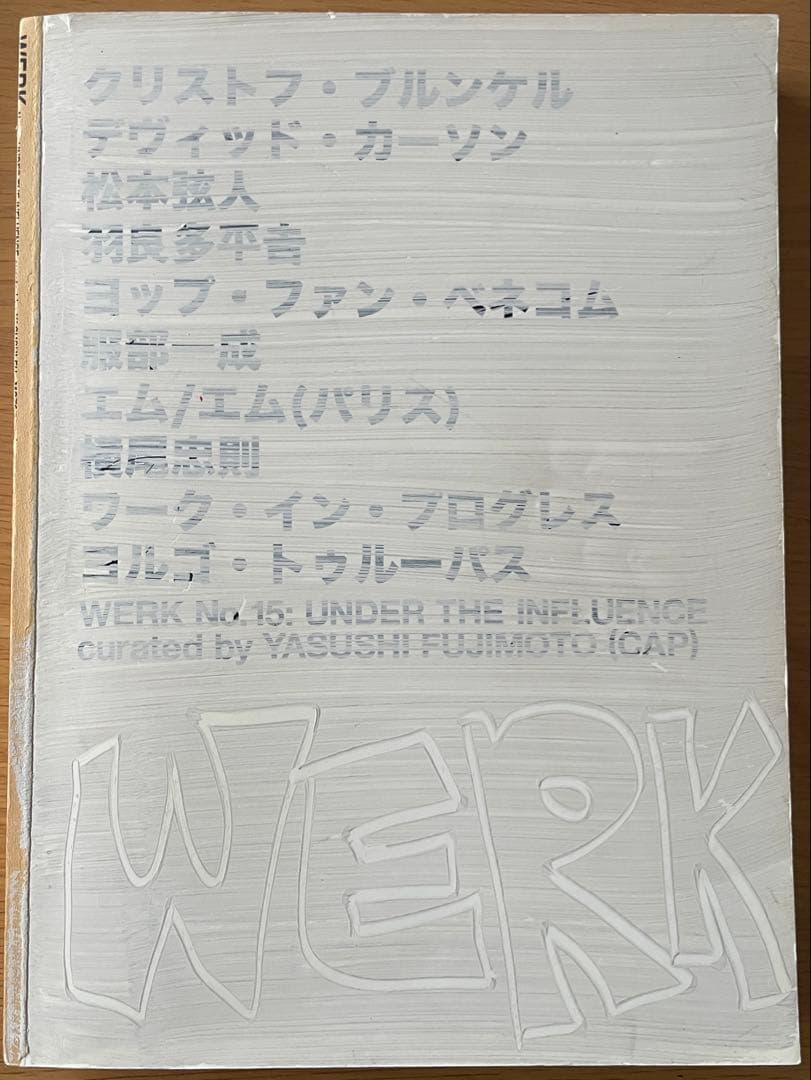 クリストフ・ブルンケル
デヴィッド・カーソン
松本弦人
羽良多平吉
ヨップ・ファン・ベネコム
服部一成
エム/エム(パリス)
横尾忠則
ワーク・イン・プログレス
コルゴ・トゥルーパス
WERK No.15: UNDER THE INFLUENCE
curated by YASUSHI FUJIMOTO (CAP)
WERK
WERK